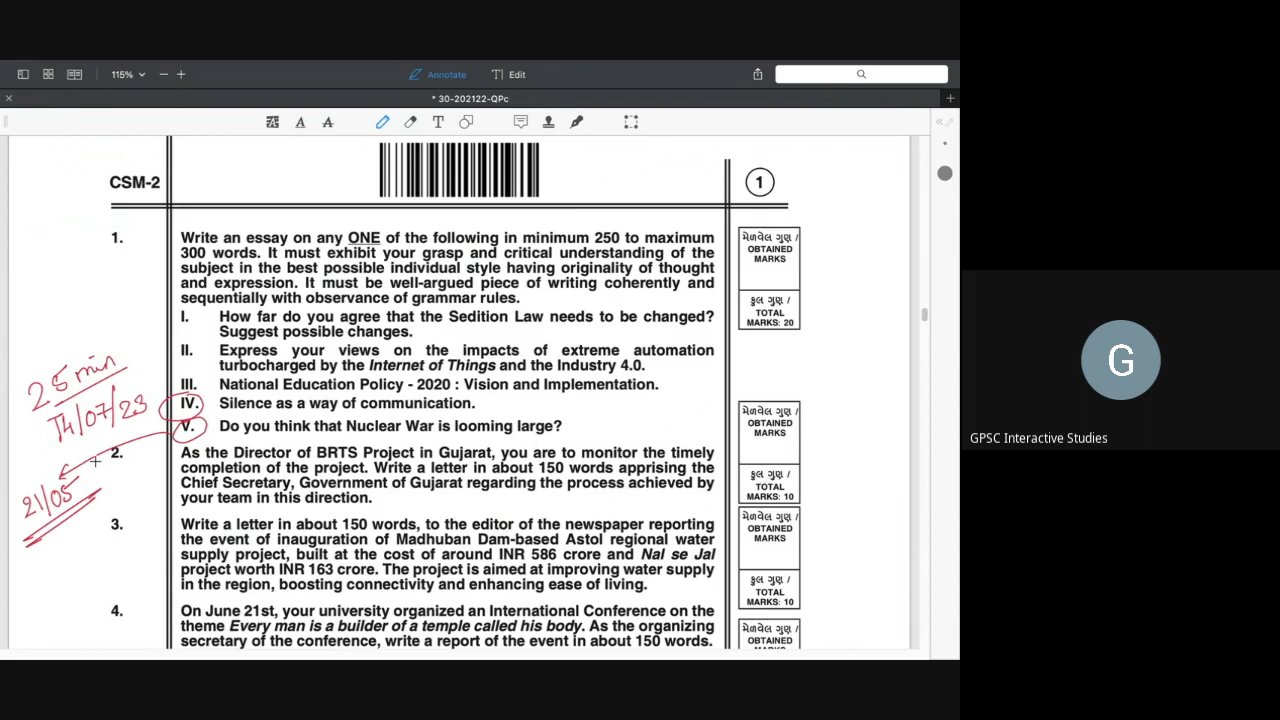 115%
Annotate
T Edit
* 30-202122-QPc
CSM-2
1
1. Write an essay on any ONE of the following in minimum 250 to maximum
300 words. It must exhibit your grasp and critical understanding of the
subject in the best possible individual style having originality of thought
and expression. It must be well-argued piece of writing coherently and
sequentially with observance of grammar rules.
મેળવેલ ગુણ /
OBTAINED
MARKS
કુલ ગુણ /
TOTAL
MARKS: 20
I. How far do you agree that the Sedition Law needs to be changed?
Suggest possible changes.
II. Express your views on the impacts of extreme automation
turbocharged by the Internet of Things and the Industry 4.0.
III. National Education Policy - 2020 : Vision and Implementation.
IV. Silence as a way of communication.
V. Do you think that Nuclear War is looming large?
25 min
14/07/23
21/05
2. As the Director of BRTS Project in Gujarat, you are to monitor the timely
completion of the project. Write a letter in about 150 words apprising the
Chief Secretary, Government of Gujarat regarding the process achieved by
your team in this direction.
મેળવેલ ગુણ /
OBTAINED
MARKS
કુલ ગુણ /
TOTAL
MARKS: 10
3. Write a letter in about 150 words, to the editor of the newspaper reporting
the event of inauguration of Madhuban Dam-based Astol regional water
supply project, built at the cost of around INR 586 crore and Nal se Jal
project worth INR 163 crore. The project is aimed at improving water supply
in the region, boosting connectivity and enhancing ease of living.
મેળવેલ ગુણ /
OBTAINED
MARKS
કુલ ગુણ /
TOTAL
MARKS: 10
4. On June 21st, your university organized an International Conference on the
theme Every man is a builder of a temple called his body. As the organizing
secretary of the conference, write a report of the event in about 150 words.
મેળવેલ ગુણ /
OBTAINED
G
GPSC Interactive Studies